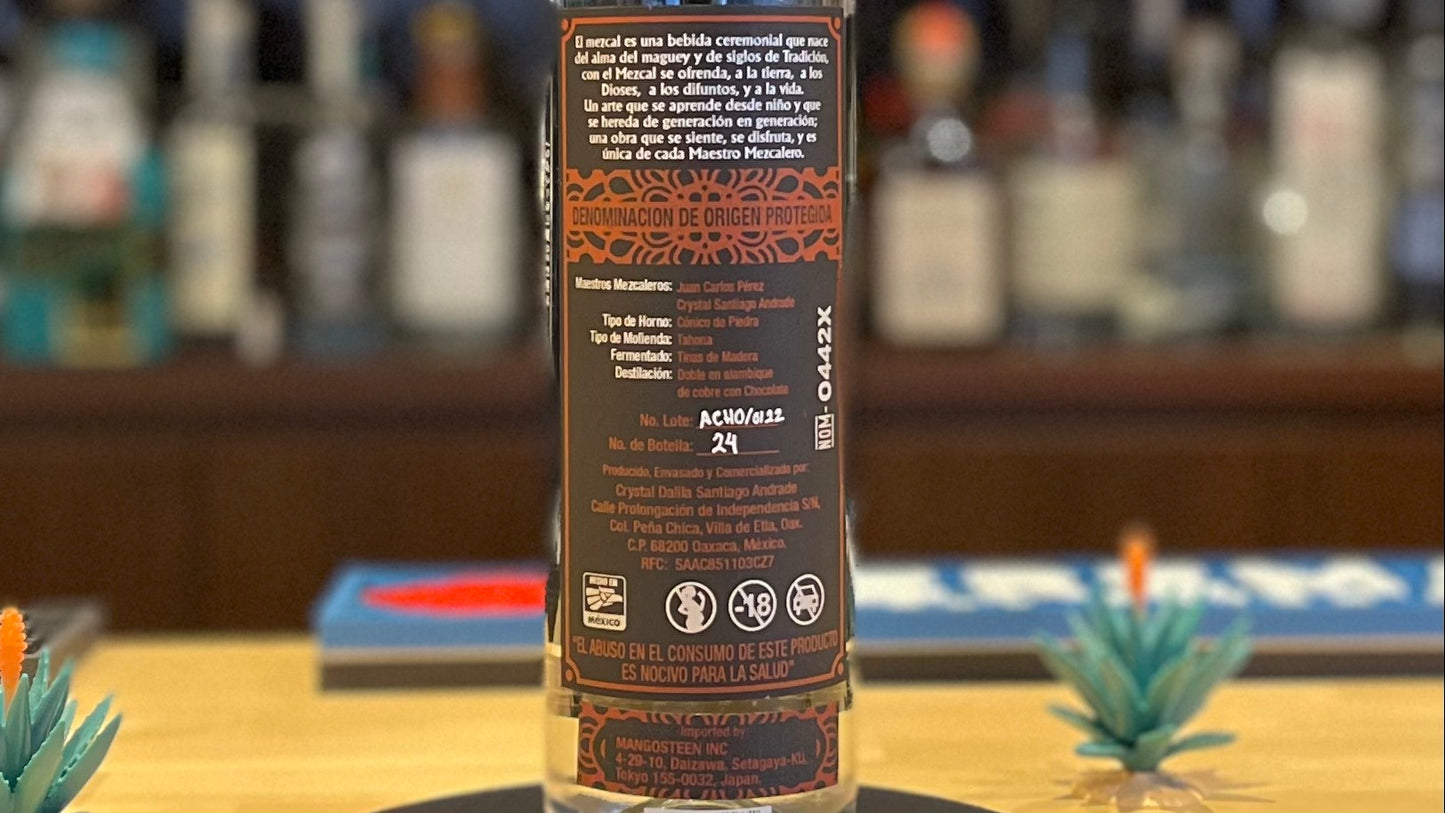 El mezcal es una bebida ceremonial que nace
del alma del maguey y de siglos de Tradición,
con el Mezcal se ofrenda, a la tierra, a los
Dioses, a los difuntos, y a la vida.
Un arte que se aprende desde niño y que
se hereda de generación en generación;
una obra que se siente, se disfruta, y es
única de cada Maestro Mezcalero.
DENOMINACION DE ORIGEN PROTEGIDA
Maestros Mezcaleros: Juan Carlos Pérez
Crystal Santiago Andrade
Tipo de Horno: Cónico de Piedra
Tipo de Mollenda: Tahona
Fermentado: Tinas de Madera
Destilación: Doble en alambique
de cobre con Chocolate
NOM-0442X
No. Lote: ACHO/0122
No. de Botella: 24
Producido, Envasado y Comercializado por:
Crystal Dalila Santiago Andrade
Calle Prolongación de Independencia S/N,
Col. Peña Chica, Villa de Etla, Oax.
C.P. 68200 Oaxaca, México.
RFC: SAAC851103CZ7
HECHO EN
MÉXICO
-18
"EL ABUSO EN EL CONSUMO DE ESTE PRODUCTO
ES NOCIVO PARA LA SALUD"
Imported by
MANGOSTEEN INC
4-29-10, Daizawa, Setagaya-KU,
Tokyo 155-0032, Japan.